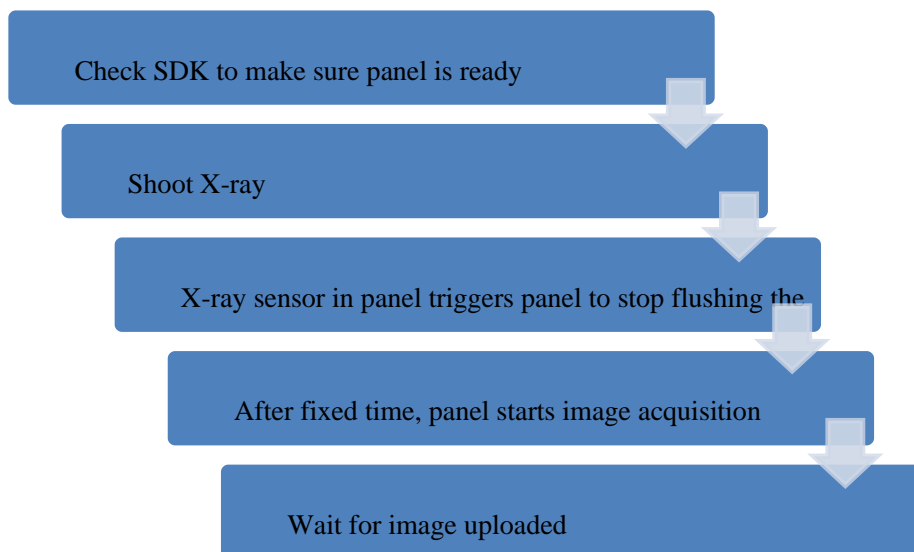 Check SDK to make sure panel is ready
Shoot X-ray
X-ray sensor in panel triggers panel to stop flushing the
After fixed time, panel starts image acquisition
Wait for image uploaded